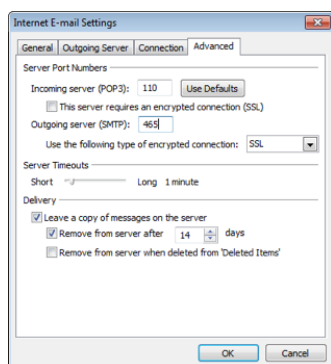 Internet E-mail Settings
General Outgoing Server Connection Advanced
Server Port Numbers
Incoming server (POP3): 110 Use Defaults
This server requires an encrypted connection (SSL)
Outgoing server (SMTP): 465
Use the following type of encrypted connection: SSL
Server Timeouts
Short Long 1 minute
Delivery
Leave a copy of messages on the server
Remove from server after 14 days
Remove from server when deleted from 'Deleted Items'
OK Cancel